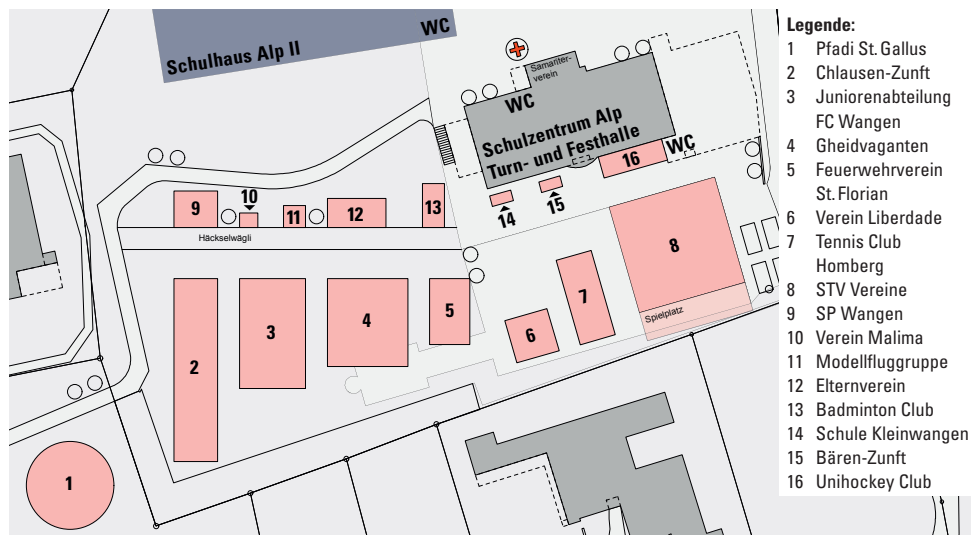 Schulhaus Alp II
WC
Samariter-
verein
WC
Schulzentrum Alp
Turn- und Festhalle
WC
16
15
14
13
12
11
10
9
Häckselwägli
8
Spielplatz
7
6
5
4
3
2
1
Legende:
1 Pfadi St. Gallus
2 Chlausen-Zunft
3 Juniorenabteilung
FC Wangen
4 Gheidvaganten
5 Feuerwehrverein
St. Florian
6 Verein Liberdade
7 Tennis Club
Homberg
8 STV Vereine
9 SP Wangen
10 Verein Malima
11 Modellfluggruppe
12 Elternverein
13 Badminton Club
14 Schule Kleinwangen
15 Bären-Zunft
16 Unihockey Club